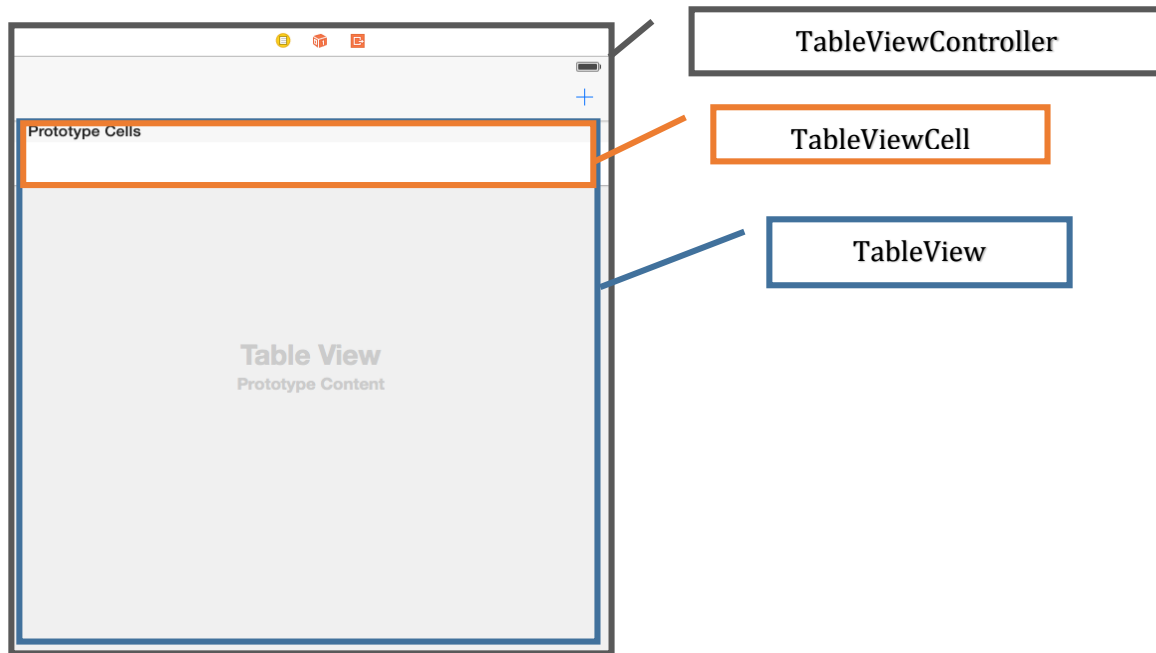 TableViewController
Prototype Cells
TableViewCell
TableView
Table View
Prototype Content